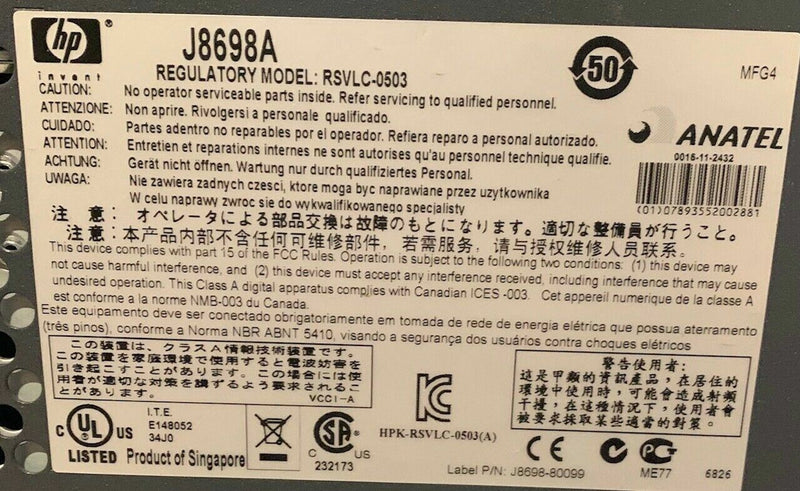 hp
®
invent
J8698A
REGULATORY MODEL: RSVLC-0503
50
MFG4
CAUTION: No operator serviceable parts inside. Refer servicing to qualified personnel.
ATTENZIONE: Non aprire. Rivolgersi a personale qualificado.
CUIDADO: Partes adentro no reparables por el operador. Refiera reparo a personal autorizado.
ATTENTION: Entretien et reparations internes ne sont autorises qu'au personnel technique qualifie.
ACHTUNG: Gerät nicht öffnen. Wartung nur durch qualifiziertes Personal.
UWAGA: Nie zawiera zadnych czesci, ktore moga byc naprawiane przez uzytkownika
W celu naprawy zwroc sie do wykwalifikowanego specjalisty
ANATEL
0016-11-2432
(01)07893552002881
注 意: オペレータによる部品交換は故障のもとになります。適切な整備員が行うこと。
注 意: 本产品内部不含任何可维修部件，若需服务，请与授权维修人员联系。
This device complies with part 15 of the FCC Rules. Operation is subject to the following two conditions: (1) this device may
not cause harmful interference, and (2) this device must accept any interference received, including interference that may cause
undesired operation. This Class A digital apparatus complies with Canadian ICES -003. Cet appareil numerique de la classe A
est conforme a la norme NMB-003 du Canada.
Este equipamento deve ser conectado obrigatoriamente em tomada de rede de energia elétrica que possua aterramento
(três pinos), conforme a Norma NBR ABNT 5410, visando a segurança dos usuários contra choques elétricos
この装置は、クラスA情報技術装置です。
この装置を家庭環境で使用すると電波妨害を
引き起こすことがあります。この場合には使
用者が適切な対策を講ずるよう要求されるこ
とがあります。
VCCI-A
警告使用者:
這是甲類的資訊產品，在居住的
環境中使用時，可能會造成射頻
干擾，在這種情況下，使用者會
被要求採取某些適當的對策。
C UL US
LISTED
I.T.E.
E148052
34J0
Product of Singapore
SA
C US
232173
HPK-RSVLC-0503(A)
CE
ME77
Label P/N: J8698-80099
6826